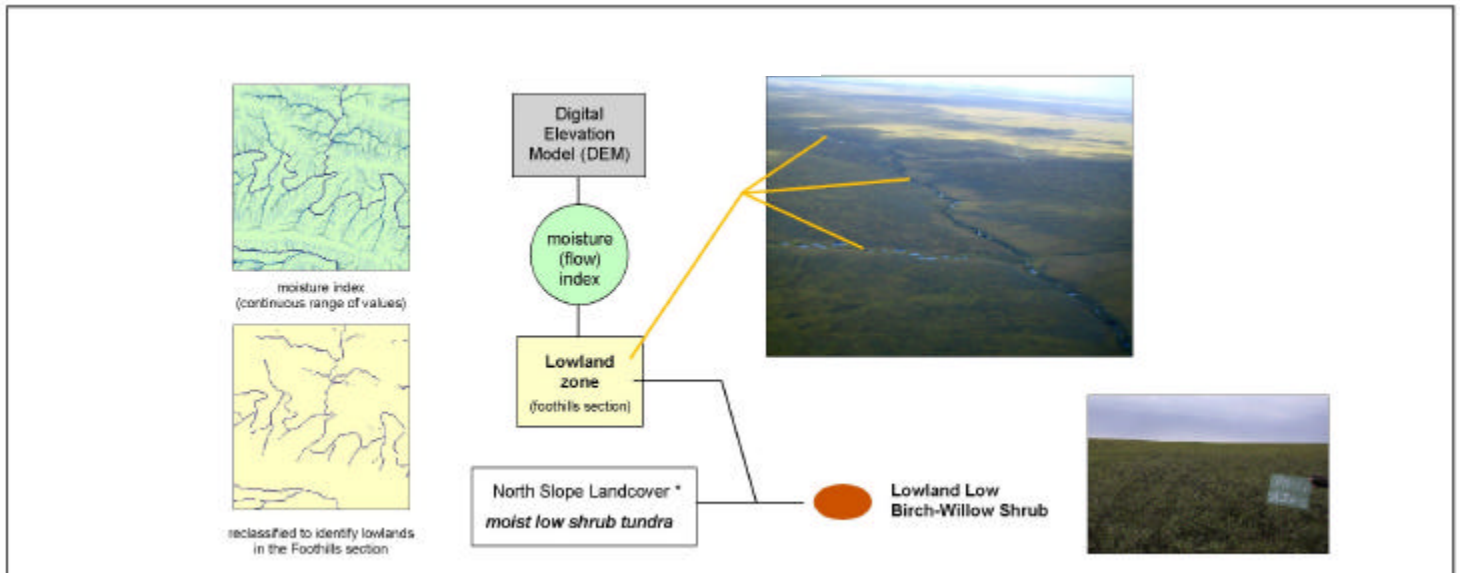 Digital
Elevation
Model (DEM)
moisture
(flow)
index
moisture index
(continuous range of values)
Lowland
zone
(foothills section)
North Slope Landcover *
moist low shrub tundra
Lowland Low
Birch-Willow Shrub
reclassified to identify lowlands
in the Foothills section